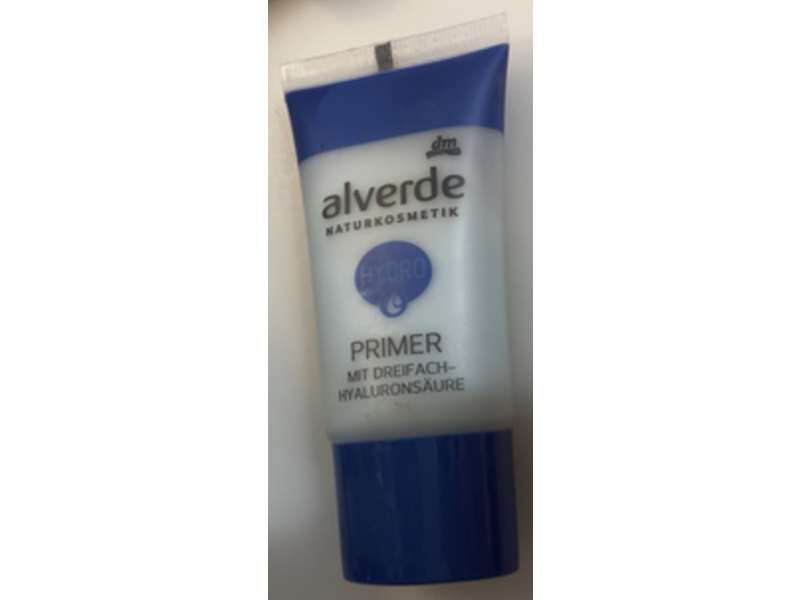 dm
alverde
NATURKOSMETIK
HYDRO
PRIMER
MIT DREIFACH-
HYALURONSÄURE